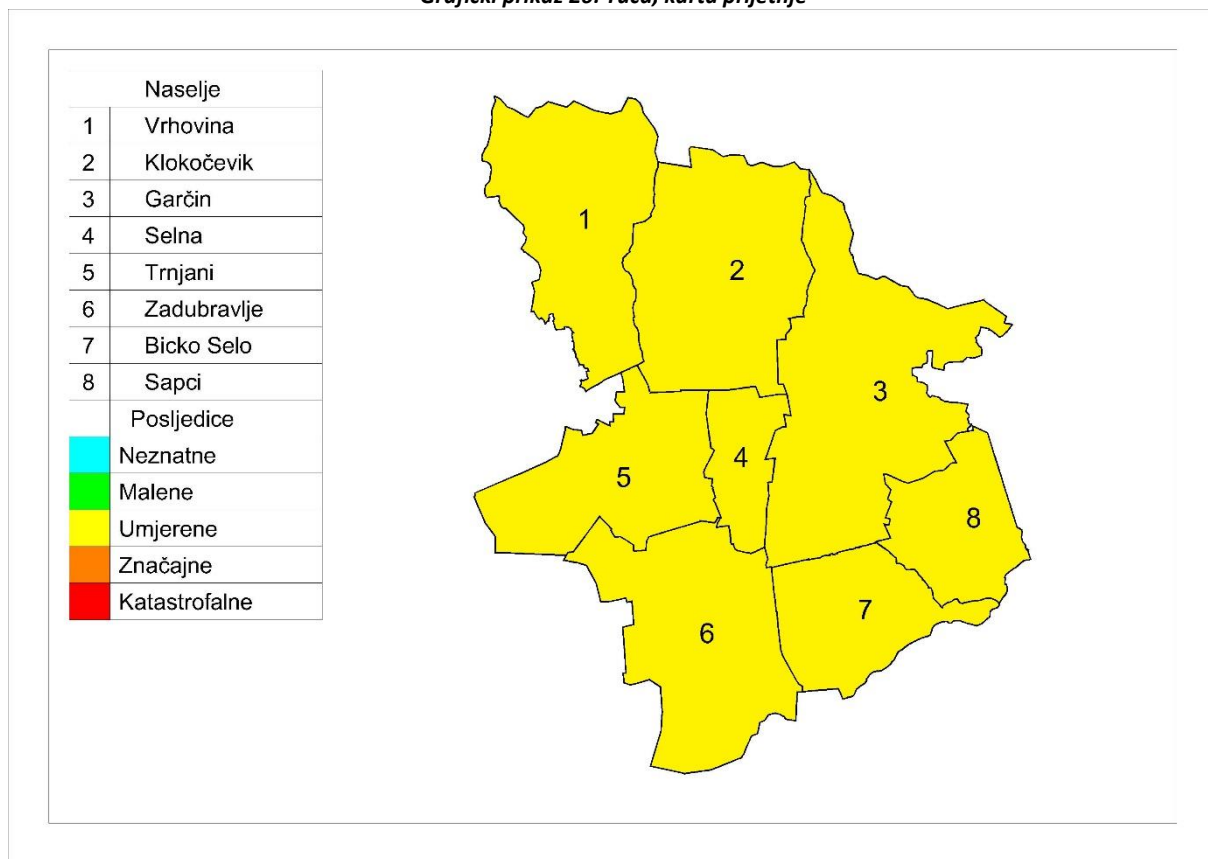 Grafički prikaz Tuča, karta prijetnje
Naselje
1 Vrhovina
2 Klokočevik
3 Garčin
4 Selna
5 Trnjani
6 Zadubravlje
7 Bicko Selo
8 Sapci
Posljedice
Neznatne
Malene
Umjerene
Značajne
Katastrofalne
1
2
3
4
5
8
7
6